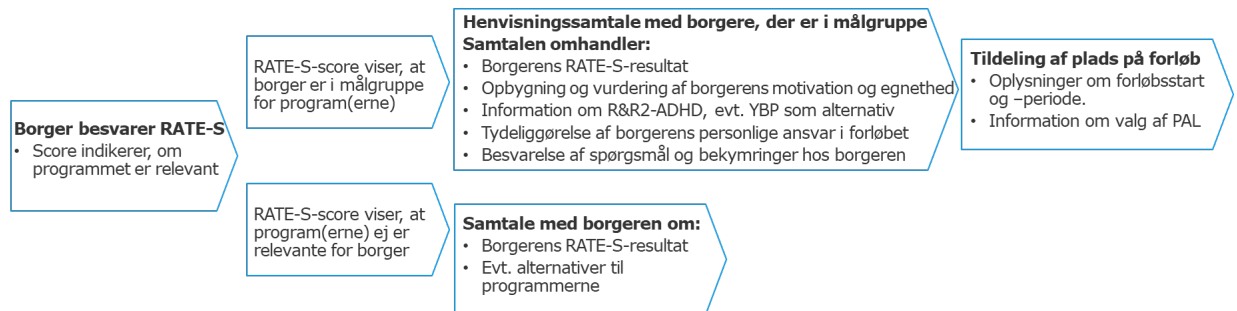 Borger besvarer RATE-S
• Score indikerer, om
programmet er relevant
RATE-S-score viser, at
borger er i målgruppe
for program(erne)
Henvisningssamtale med borgere, der er i målgruppe
Samtalen omhandler:
• Borgerens RATE-S-resultat
• Opbygning og vurdering af borgerens motivation og egnethed
• Information om R&R2-ADHD, evt. YBP som alternativ
• Tydeliggørelse af borgerens personlige ansvar i forløbet
• Besvarelse af spørgsmål og bekymringer hos borgeren
Tildeling af plads på forløb
• Oplysninger om forløbsstart
og –periode.
• Information om valg af PAL
RATE-S-score viser, at
program(erne) ej er
relevante for borger
Samtale med borgeren om:
• Borgerens RATE-S-resultat
• Evt. alternativer til
programmerne